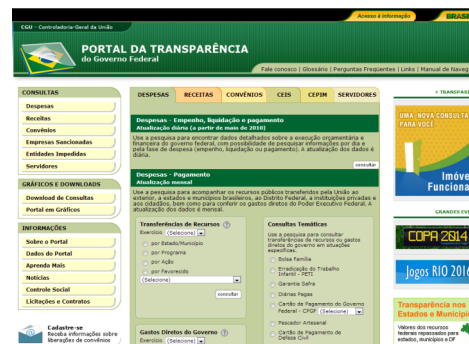 Acesso à informação
BRASIL
CGU - Controladoria-Geral da União
PORTAL DA TRANSPARÊNCIA
do Governo Federal
Fale conosco | Glossário | Perguntas Freqüentes | Links | Manual de Naveg
CONSULTAS
Despesas
Receitas
Convênios
Empresas Sancionadas
Entidades Impedidas
Servidores
GRÁFICOS E DOWNLOADS
Download de Consultas
Portal em Gráficos
INFORMAÇÕES
Sobre o Portal
Dados do Portal
Aprenda Mais
Notícias
Controle Social
Licitações e Contratos
Cadastre-se
Receba informações sobre
liberações de convênios
DESPESAS RECEITAS CONVÊNIOS CEIS CEPIM SERVIDORES
Despesas - Empenho, liquidação e pagamento
Atualização diária (a partir de maio de 2010)
Use a pesquisa para encontrar dados detalhados sobre a execução orçamentária e
financeira do governo federal, com possibilidade de pesquisar informações por dia e
pela fase de despesa (empenho, liquidação ou pagamento). A atualização dos dados é
diária.
consultar
Despesas - Pagamento
Atualização mensal
Use a pesquisa para acompanhar os recursos públicos transferidos pela União ao
exterior, a estados e municípios brasileiros, ao Distrito Federal, a instituições privadas e
aos cidadãos, bem como para conferir os gastos diretos do Poder Executivo Federal. A
atualização dos dados é mensal.
Transferências de Recursos
Exercício (Selecione)
por Estado/Município
por Programa
por Ação
por Favorecido
(Selecione)
consultar
Gastos Diretos do Governo
Exercício (Selecione)
Consultas Temáticas
Use a pesquisa para consultar
transferências de recursos ou gastos
diretos do governo em situações
específicas.
Bolsa Família
Erradicação do Trabalho
Infantil - PETI
Garantia Safra
Diárias Pagas
Cartão de Pagamento do Governo
Federal - CPGF (Selecione)
Pescador Artesanal
Cartão de Pagamento de
Defesa Civil
» TRANSPARÊ
UMA NOVA CONSULTA
PARA VOCÊ
Imóve
Funciona
GRANDES EV
COPA 2014
Jogos RIO 2016
Transparência nos
Estados e Municípi
Valores dos recursos
federais repassados para
estados, municípios e DF